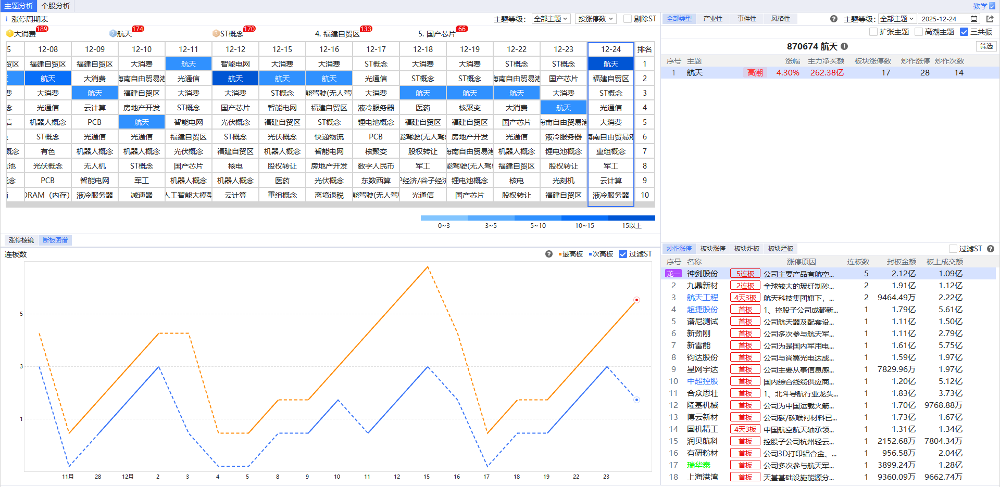 主题分析 个股分析 教学
涨停周期表 主题等级: 全部主题 按涨停数 剔除ST
1 大消费 189 2 航天 174 3 ST概念 170 4. 福建自贸区 133 5. 国产芯片 66
5 12-08 12-09 12-10 12-11 12-12 12-15 12-16 12-17 12-18 12-19 12-22 12-23 12-24 排名
贸区 福建自贸区 福建自贸区 大消费 航天 智能电网 大消费 大消费 ST概念 大消费 大消费 ST概念 ST概念 航天 1
航天 大消费 海南自由贸易港 光通信 航天 航天 航天 光通信 ST概念 ST概念 海南自由贸易港 国产芯片 福建自贸区 2
费 大消费 航天 福建自贸区 大消费 大消费 ST概念 能驾驶(无人驾 大消费 航天 航天 航天 大消费 ST概念 3
念 光通信 云计算 房地产开发 ST概念 国产芯片 智能电网 福建自贸区 液冷服务器 医药 核聚变 大消费 航天 光通信 4
信 机器人概念 PCB 航天 智能电网 光伏概念 福建自贸区 ST概念 锂电池概念 福建自贸区 福建自贸区 国产芯片 海南自由贸易港 大消费 5
ST概念 光通信 光通信 福建自贸区 ST概念 光伏概念 快递物流 PCB 能驾驶(无人驾 房地产开发 光通信 液冷服务器 海南自由贸易港 6
概念 有色 机器人概念 机器人概念 光伏概念 福建自贸区 机器人概念 智能电网 核聚变 股权转让 海南自由贸易港 机器人概念 锂电池概念 重组概念 7
池 光伏概念 无人机 ST概念 国产芯片 核电 股权转让 房地产开发 数字人民币 军工 能驾驶(无人驾 福建自贸区 股权转让 军工 8
念 PCB 智能电网 军工 机器人概念 机器人概念 医药 光伏概念 东数西算 P经济/谷子经济 锂电池概念 核电 光刻机 云计算 9
DRAM（内存） 液冷服务器 减速器 人工智能大模型 云计算 重组概念 离境退税 能驾驶(无人驾 光通信 国产芯片 股权转让 福建自贸区 液冷服务器 10
0~3 3~5 5~10 10~15 15以上
涨停棱镜 断板图谱
连板数 最高板 次高板 过滤ST
5
3
1
11月 28 12月 2 3 4 5 8 9 10 11 12 15 16 17 18 19 22 23
全部类型 产业性 事件性 风格性 主题等级: 全部主题 2025-12-24
扩张主题 高潮主题 三共振
870674 航天 筛选
序号 主题 涨幅 主力净买额 板块涨停数 炒作涨停 炒作次数
1 航天 高潮 4.30% 262.38亿 17 28 14
炒作涨停 板块涨停 板块炸板 板块烂板 过滤ST
序号 名称 涨停原因 连板数 封板金额 板上成交额
龙一 神剑股份 5连板 公司主要产品有航空... 5 2.12亿 1.09亿
2 九鼎新材 2连板 全球较大的玻纤制砂... 2 1.91亿 1.12亿
3 航天工程 4天3板 航天科技集团旗下，... 2 9464.49万 2.22亿
4 超捷股份 首板 1、控股子公司成都新... 1 1.79亿 5.61亿
5 谱尼测试 首板 公司航天器及配套设... 1 1.11亿 1.50亿
6 新劲刚 首板 公司多次参与航天军... 1 1.11亿 2.79亿
7 新雷能 首板 公司为是国内军用电... 1 1.61亿 5.75亿
8 钧达股份 首板 公司与尚翼光电达成... 1 1.59亿 1.97亿
9 星网宇达 首板 公司主要从事信息感... 1 7829.96万 1.97亿
10 中超控股 首板 国内综合线缆供应商... 1 1.20亿 5.12亿
11 合众思壮 首板 1、北斗导航行业龙头... 1 1.83亿 3.73亿
12 隆基机械 首板 公司为中国运载火箭... 1 1.70亿 9768.88万
13 博云新材 首板 公司碳/碳喉衬材料已... 1 1.73亿 1.67亿
14 国机精工 4天3板 中国航空航天轴承领... 1 1.31亿 1.34亿
15 润贝航科 首板 控股子公司杭州轻云... 1 2152.68万 7804.34万
16 有研粉材 首板 公司3D打印铝合金、... 1 956.58万 2.04亿
17 瑞华泰 首板 公司多次参与航天军... 1 3899.24万 1.28亿
18 上海港湾 首板 天基基础设施能源分... 1 9360.09万 9662.74万